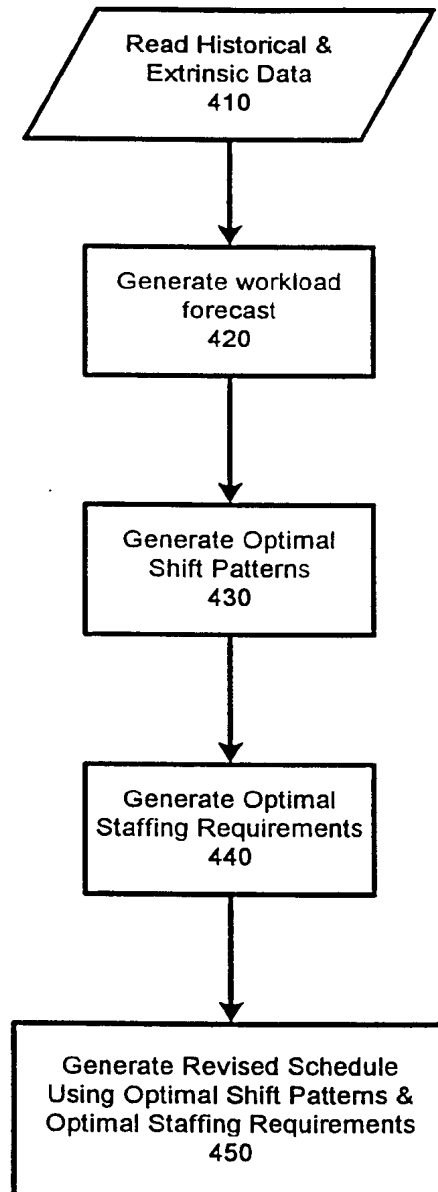 Read Historical &
Extrinsic Data
410
Generate workload
forecast
420
Generate Optimal
Shift Patterns
430
Generate Optimal
Staffing Requirements
440
Generate Revised Schedule
Using Optimal Shift Patterns &
Optimal Staffing Requirements
450